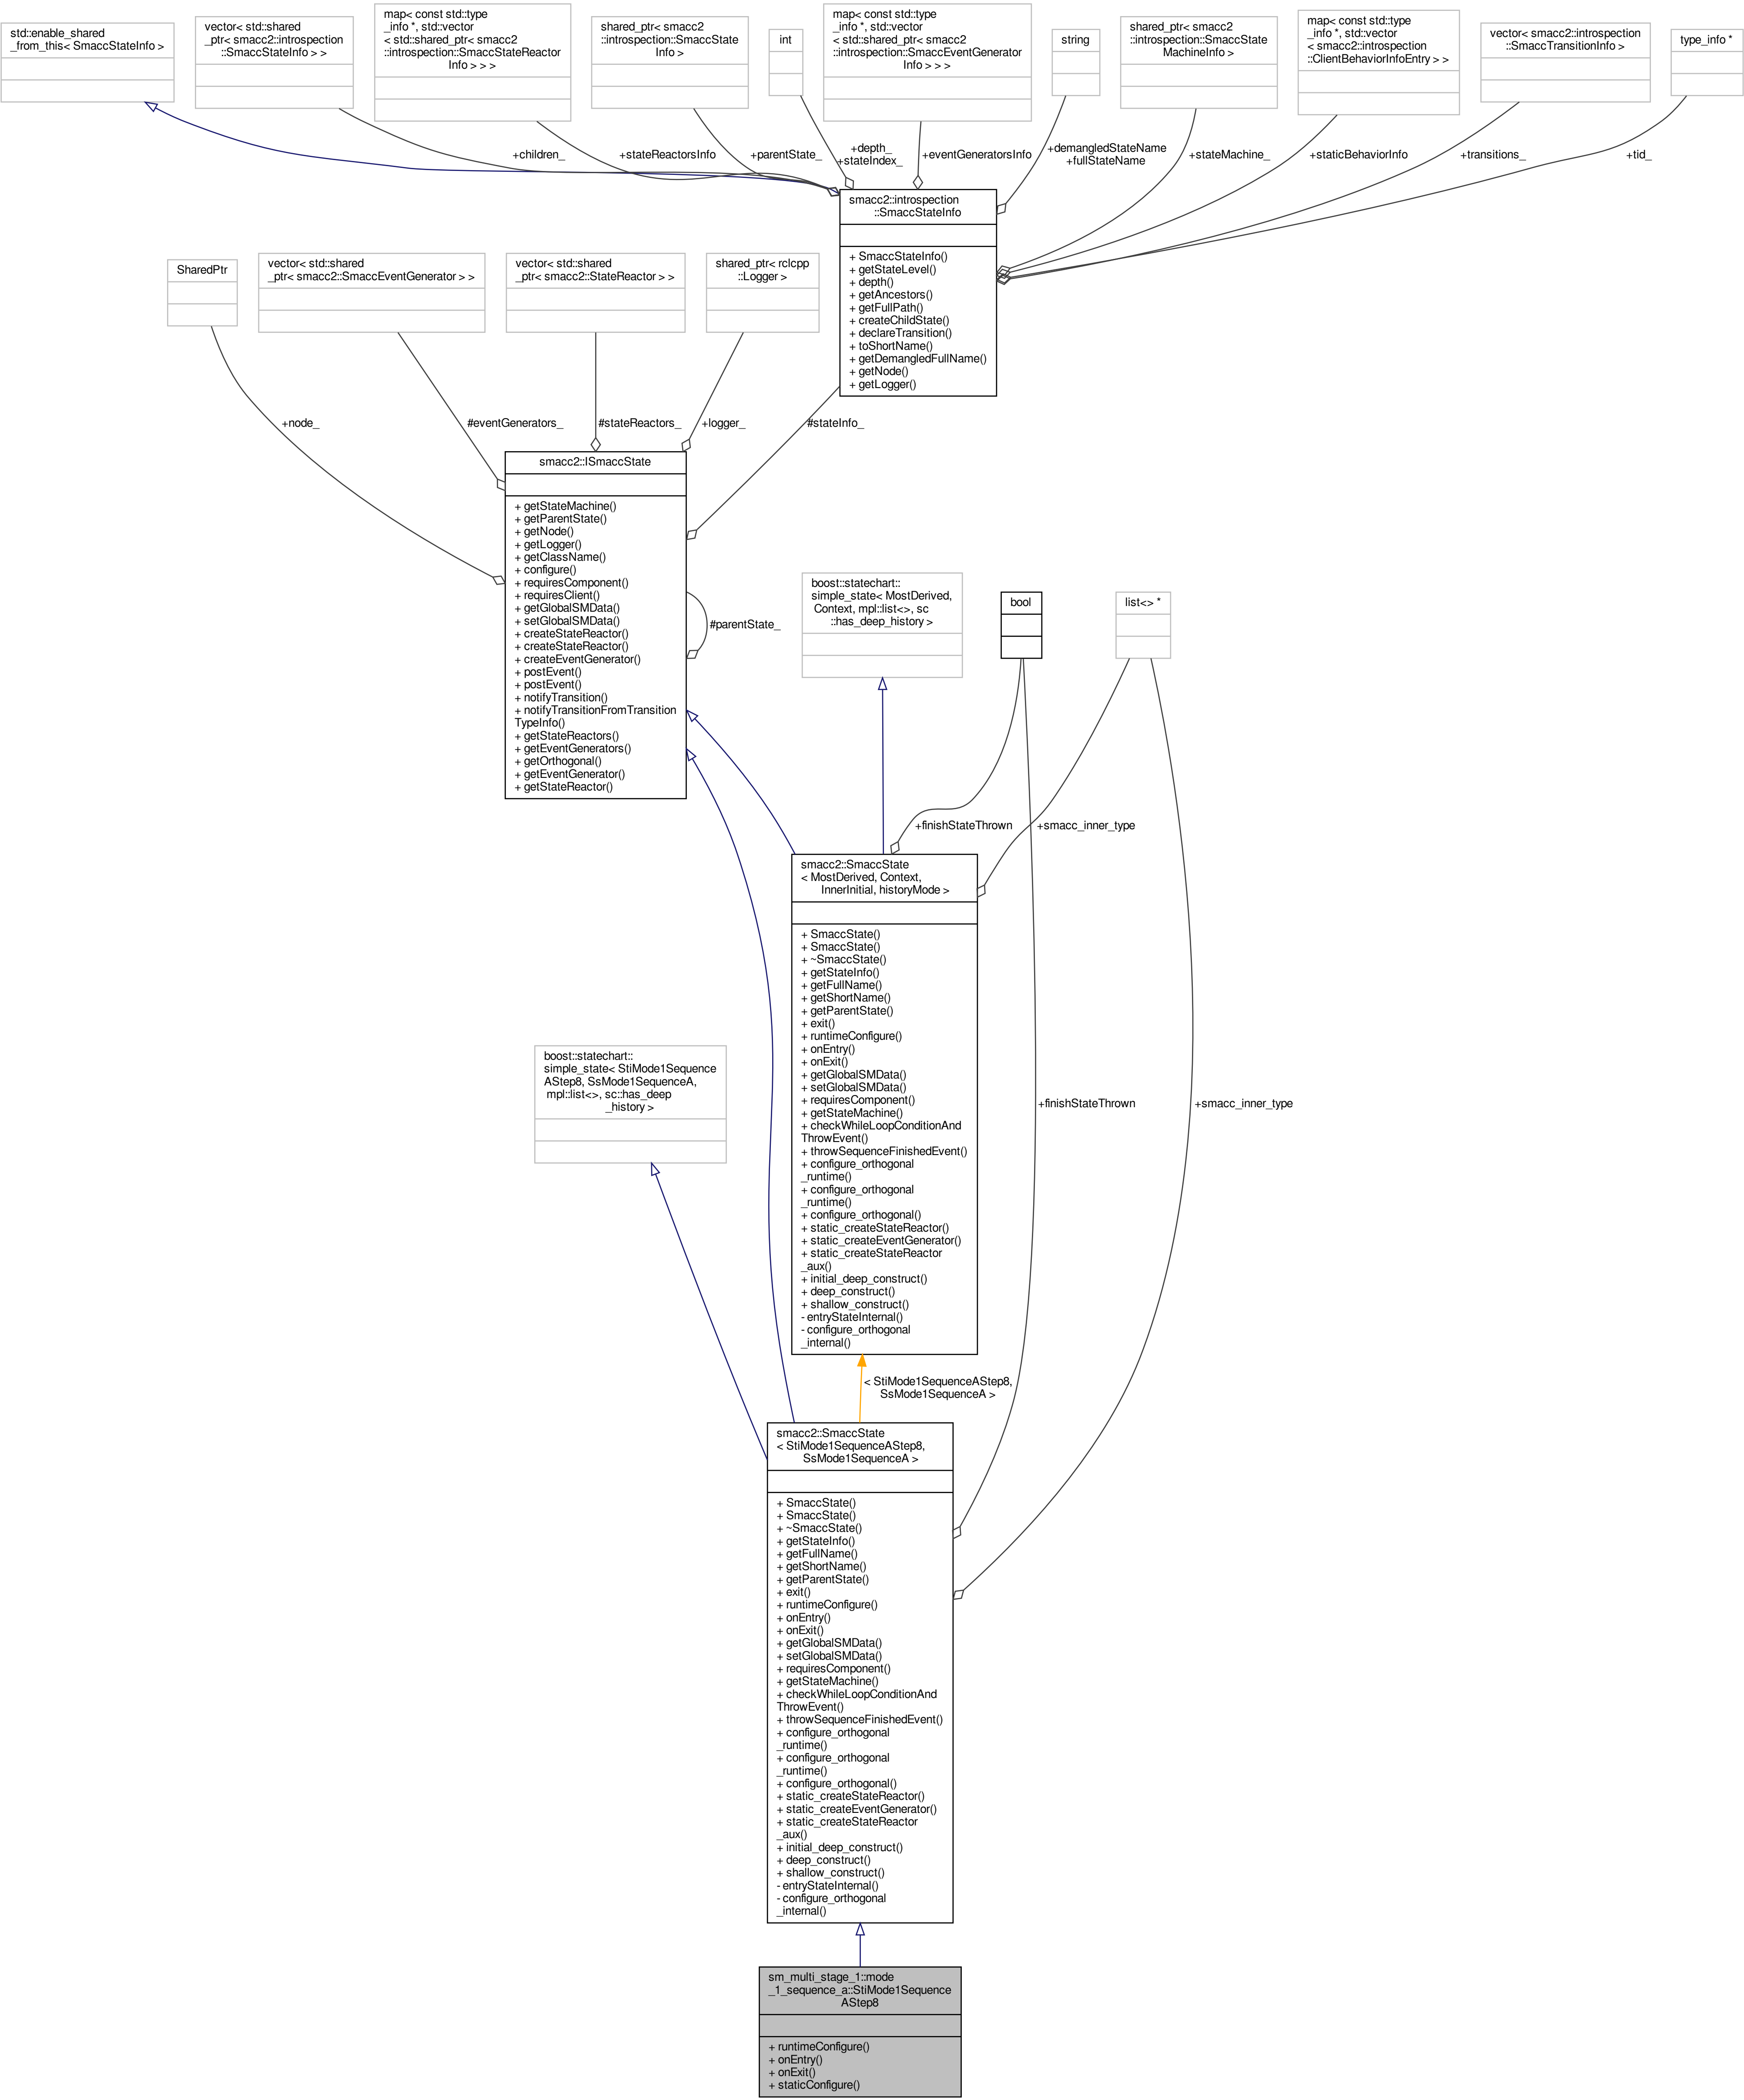 std::enable_shared
_from_this< SmaccStateInfo >
vector< std::shared
_ptr< smacc2::introspection
::SmaccStateInfo > >
map< const std::type
_info *, std::vector
< std::shared_ptr< smacc2
::introspection::SmaccStateReactor
Info > > >
shared_ptr< smacc2
::introspection::SmaccState
Info >
int
map< const std::type
_info *, std::vector
< std::shared_ptr< smacc2
::introspection::SmaccEventGenerator
Info > > >
string
shared_ptr< smacc2
::introspection::SmaccState
MachineInfo >
map< const std::type
_info *, std::vector
< smacc2::introspection
::ClientBehaviorInfoEntry > >
vector< smacc2::introspection
::SmaccTransitionInfo >
type_info *
+children_
+stateReactorsInfo
+parentState_
+depth_
+stateIndex_
+eventGeneratorsInfo
+demangledStateName
+fullStateName
+stateMachine_
+staticBehaviorInfo
+transitions_
+tid_
smacc2::introspection
::SmaccStateInfo
+ SmaccStateInfo()
+ getStateLevel()
+ depth()
+ getAncestors()
+ getFullPath()
+ createChildState()
+ declareTransition()
+ toShortName()
+ getDemangledFullName()
+ getNode()
+ getLogger()
SharedPtr
vector< std::shared
_ptr< smacc2::SmaccEventGenerator > >
vector< std::shared
_ptr< smacc2::StateReactor > >
shared_ptr< rclcpp
::Logger >
+node_
#eventGenerators_
#stateReactors_
+logger_
#stateInfo_
smacc2::ISmaccState
+ getStateMachine()
+ getParentState()
+ getNode()
+ getLogger()
+ getClassName()
+ configure()
+ requiresComponent()
+ requiresClient()
+ getGlobalSMData()
+ setGlobalSMData()
+ createStateReactor()
+ createStateReactor()
+ createEventGenerator()
+ postEvent()
+ postEvent()
+ notifyTransition()
+ notifyTransitionFromTransition
TypeInfo()
+ getStateReactors()
+ getEventGenerators()
+ getOrthogonal()
+ getEventGenerator()
+ getStateReactor()
#parentState_
boost::statechart::
simple_state< MostDerived,
Context, mpl::list<>, sc
::has_deep_history >
bool
list<> *
+finishStateThrown
+smacc_inner_type
smacc2::SmaccState
< MostDerived, Context,
InnerInitial, historyMode >
+ SmaccState()
+ SmaccState()
+ ~SmaccState()
+ getStateInfo()
+ getFullName()
+ getShortName()
+ getParentState()
+ exit()
+ runtimeConfigure()
+ onEntry()
+ onExit()
+ getGlobalSMData()
+ setGlobalSMData()
+ requiresComponent()
+ getStateMachine()
+ checkWhileLoopConditionAnd
ThrowEvent()
+ throwSequenceFinishedEvent()
+ configure_orthogonal
_runtime()
+ configure_orthogonal
_runtime()
+ configure_orthogonal()
+ static_createStateReactor()
+ static_createEventGenerator()
+ static_createStateReactor
_aux()
+ initial_deep_construct()
+ deep_construct()
+ shallow_construct()
- entryStateInternal()
- configure_orthogonal
_internal()
boost::statechart::
simple_state< StiMode1Sequence
AStep8, SsMode1SequenceA,
mpl::list<>, sc::has_deep
_history >
+finishStateThrown
+smacc_inner_type
< StiMode1SequenceAStep8,
SsMode1SequenceA >
smacc2::SmaccState
< StiMode1SequenceAStep8,
SsMode1SequenceA >
+ SmaccState()
+ SmaccState()
+ ~SmaccState()
+ getStateInfo()
+ getFullName()
+ getShortName()
+ getParentState()
+ exit()
+ runtimeConfigure()
+ onEntry()
+ onExit()
+ getGlobalSMData()
+ setGlobalSMData()
+ requiresComponent()
+ getStateMachine()
+ checkWhileLoopConditionAnd
ThrowEvent()
+ throwSequenceFinishedEvent()
+ configure_orthogonal
_runtime()
+ configure_orthogonal
_runtime()
+ configure_orthogonal()
+ static_createStateReactor()
+ static_createEventGenerator()
+ static_createStateReactor
_aux()
+ initial_deep_construct()
+ deep_construct()
+ shallow_construct()
- entryStateInternal()
- configure_orthogonal
_internal()
sm_multi_stage_1::mode
_1_sequence_a::StiMode1Sequence
AStep8
+ runtimeConfigure()
+ onEntry()
+ onExit()
+ staticConfigure()